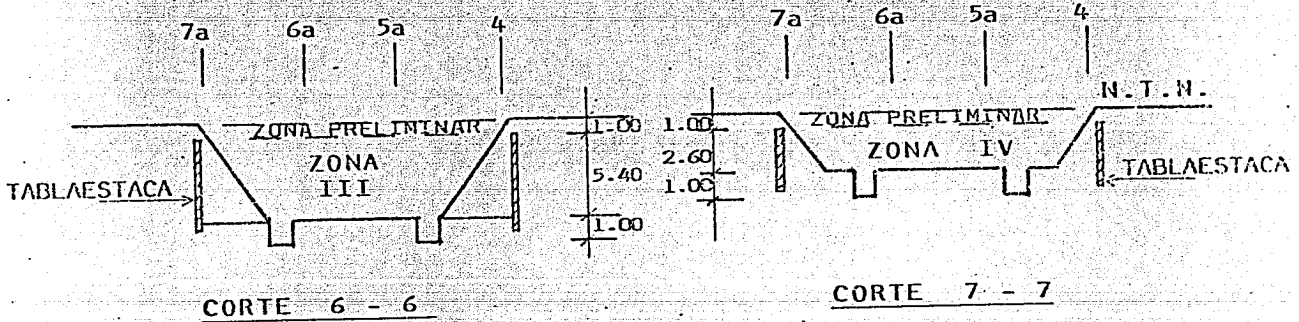 7a 6a 5a 4
ZONA PRELIMINAR
ZONA
III
TABLAESTACA
1.00
5.40
1.00
CORTE 6 - 6
7a 6a 5a 4
N.T.N.
ZONA PRELIMINAR
ZONA IV
1.00
2.60
1.00
TABLAESTACA
CORTE 7 - 7